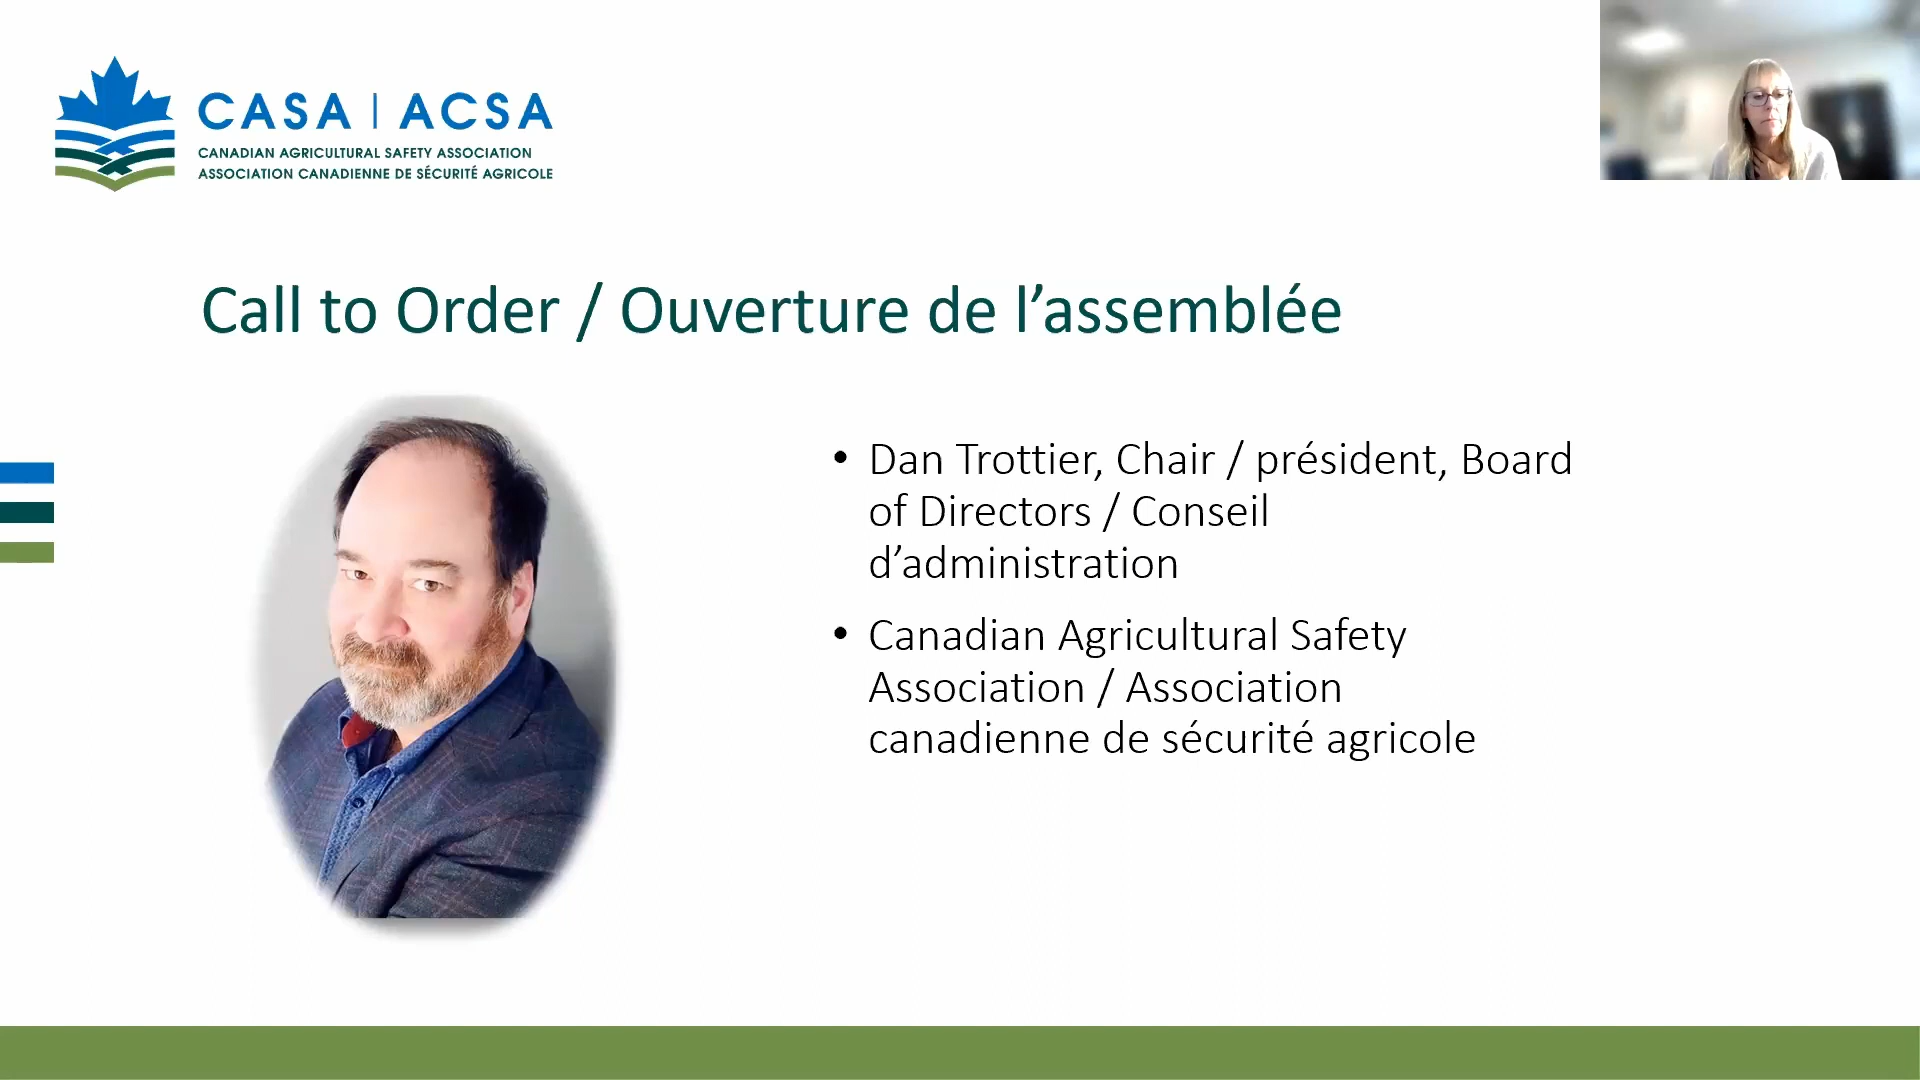 CASA | ACSA
CANADIAN AGRICULTURAL SAFETY ASSOCIATION
ASSOCIATION CANADIENNE DE SÉCURITÉ AGRICOLE
Call to Order / Ouverture de l’assemblée
• Dan Trottier, Chair / président, Board
of Directors / Conseil
d’administration
• Canadian Agricultural Safety
Association / Association
canadienne de sécurité agricole